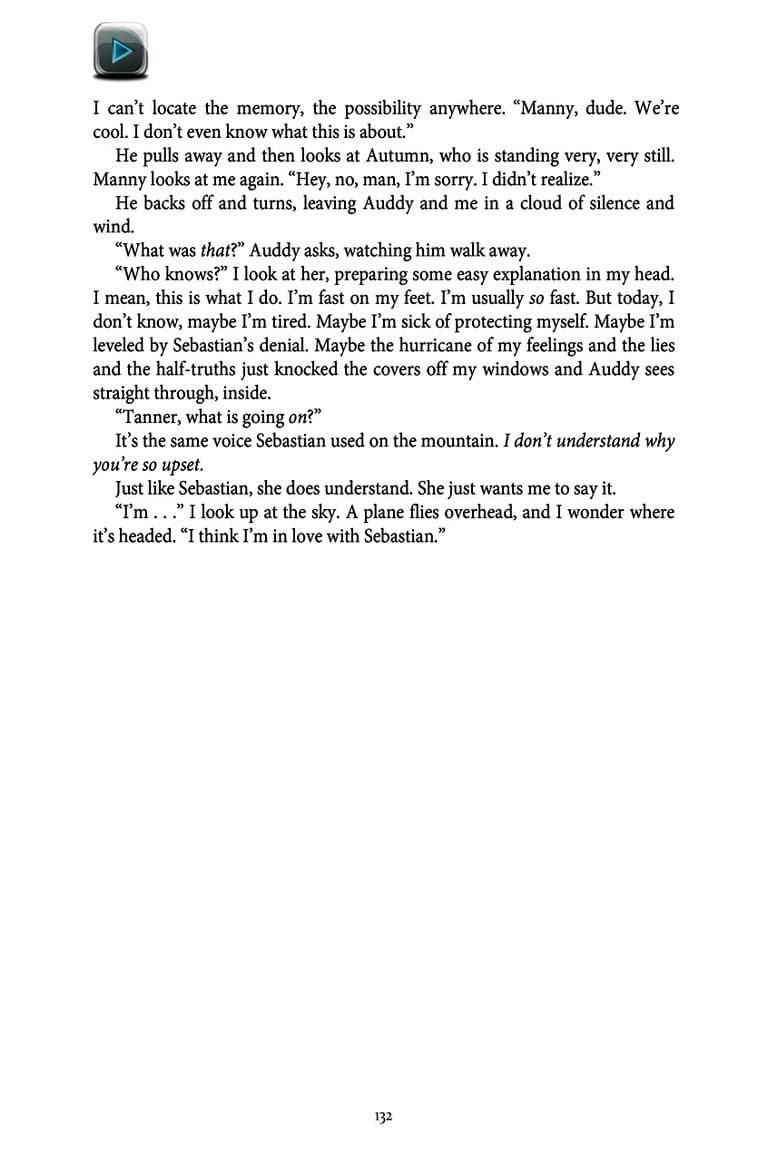 I can’t locate the memory, the possibility anywhere. “Manny, dude. We’re
cool. I don’t even know what this is about.”
He pulls away and then looks at Autumn, who is standing very, very still.
Manny looks at me again. “Hey, no, man, I’m sorry. I didn’t realize.”
He backs off and turns, leaving Auddy and me in a cloud of silence and
wind.
“What was that?” Auddy asks, watching him walk away.
“Who knows?” I look at her, preparing some easy explanation in my head.
I mean, this is what I do. I’m fast on my feet. I’m usually so fast. But today, I
don’t know, maybe I’m tired. Maybe I’m sick of protecting myself. Maybe I’m
leveled by Sebastian’s denial. Maybe the hurricane of my feelings and the lies
and the half-truths just knocked the covers off my windows and Auddy sees
straight through, inside.
“Tanner, what is going on?”
It’s the same voice Sebastian used on the mountain. I don’t understand why
you’re so upset.
Just like Sebastian, she does understand. She just wants me to say it.
“I’m . . .” I look up at the sky. A plane flies overhead, and I wonder where
it’s headed. “I think I’m in love with Sebastian.”
132